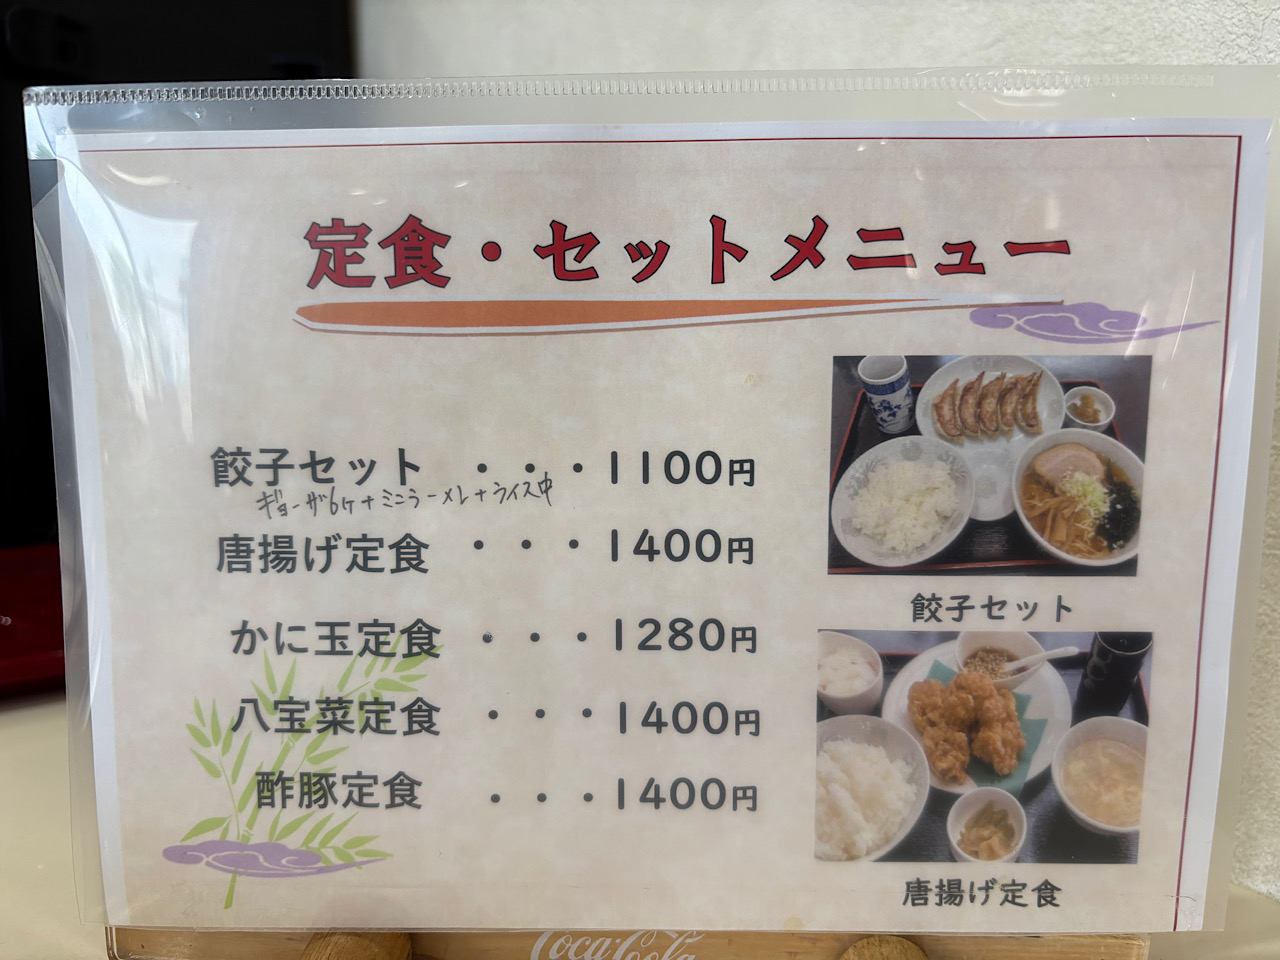 定食・セットメニュー
餃子セット ・・・1100円
ギョーザ6ケ+ミニラーメン+ライス中
唐揚げ定食 ・・・1400円
かに玉定食 ・・・1280円
八宝菜定食 ・・・1400円
酢豚定食 ・・・1400円
餃子セット
唐揚げ定食
Coca-Cola